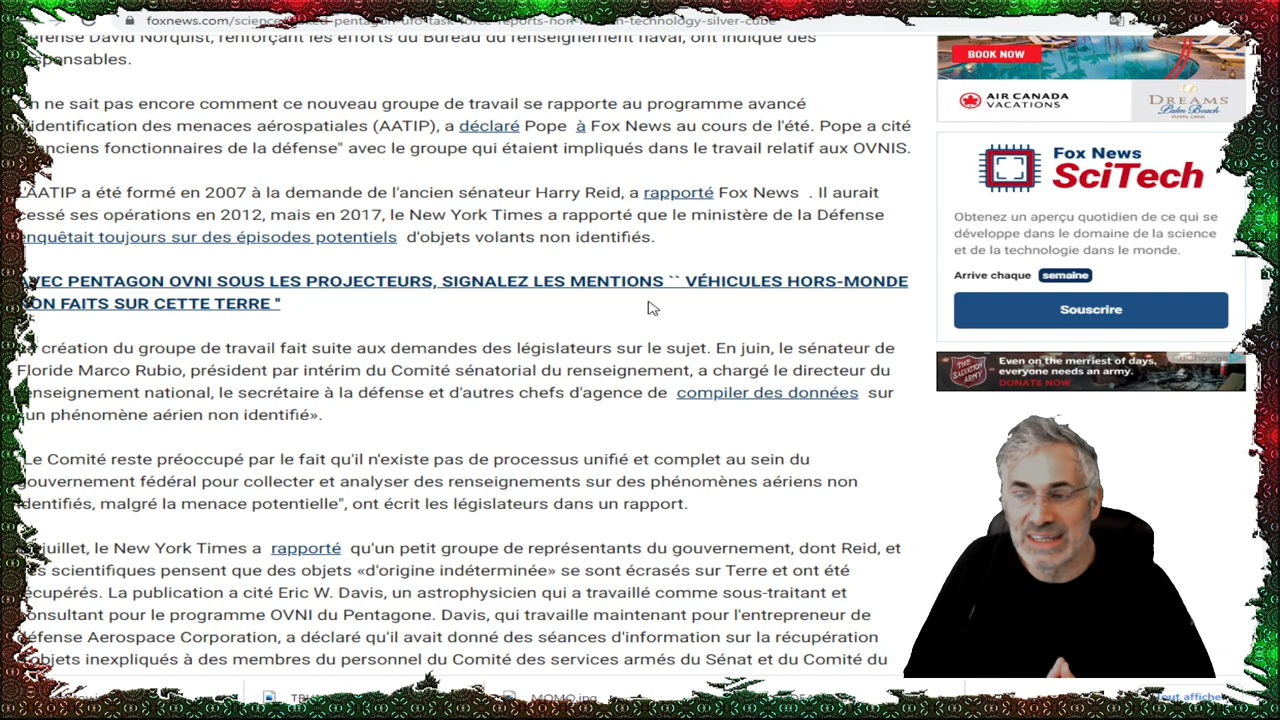 foxnews.com/science
pentagon-ufo-task-force-reports-non
technology-silver-cube
défense David Norquist, renforçant les efforts du Bureau du renseignement naval, ont indiqué des
responsables.
On ne sait pas encore comment ce nouveau groupe de travail se rapporte au programme avancé
d'identification des menaces aérospatiales (AATIP), a déclaré Pope à Fox News au cours de l'été. Pope a cité
anciens fonctionnaires de la défense" avec le groupe qui étaient impliqués dans le travail relatif aux OVNIS.
L'AATIP a été formé en 2007 à la demande de l'ancien sénateur Harry Reid, a rapporté Fox News . Il aurait
cessé ses opérations en 2012, mais en 2017, le New York Times a rapporté que le ministère de la Défense
enquêtait toujours sur des épisodes potentiels d'objets volants non identifiés.
AVEC PENTAGON OVNI SOUS LES PROJECTEURS, SIGNALEZ LES MENTIONS `` VÉHICULES HORS-MONDE
NON FAITS SUR CETTE TERRE "
La création du groupe de travail fait suite aux demandes des législateurs sur le sujet. En juin, le sénateur de
Floride Marco Rubio, président par intérim du Comité sénatorial du renseignement, a chargé le directeur du
renseignement national, le secrétaire à la défense et d'autres chefs d'agence de compiler des données sur
un phénomène aérien non identifié».
"Le Comité reste préoccupé par le fait qu'il n'existe pas de processus unifié et complet au sein du
gouvernement fédéral pour collecter et analyser des renseignements sur des phénomènes aériens non
identifiés, malgré la menace potentielle", ont écrit les législateurs dans un rapport.
juillet, le New York Times a rapporté qu'un petit groupe de représentants du gouvernement, dont Reid, et
des scientifiques pensent que des objets «d'origine indéterminée» se sont écrasés sur Terre et ont été
récupérés. La publication a cité Eric W. Davis, un astrophysicien qui a travaillé comme sous-traitant et
consultant pour le programme OVNI du Pentagone. Davis, qui travaille maintenant pour l'entrepreneur de
défense Aerospace Corporation, a déclaré qu'il avait donné des séances d'information sur la récupération
d'objets inexpliqués à des membres du personnel du Comité des services armés du Sénat et du Comité du
BOOK NOW
AIR CANADA
VACATIONS
DREAMS
Palm Beach
PUNTA CANA
Fox News
SciTech
Obtenez un aperçu quotidien de ce qui se
développe dans le domaine de la science
et de la technologie dans le monde.
Arrive chaque semaine
Souscrire
THE SALVATION ARMY
Even on the merriest of days,
everyone needs an army.
DONATE NOW
MOMO.jpg
Tout afficher